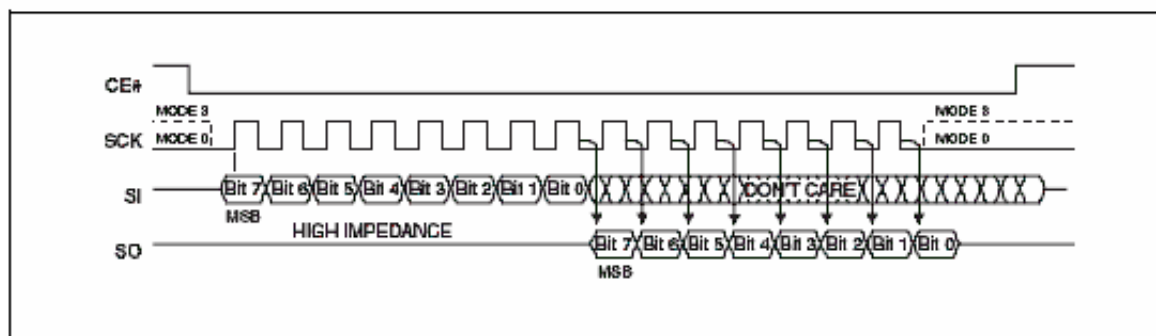 CE#
MODE 3 MODE 3
SCK MODE 0 MODE 0
SI Bit 7 Bit 6 Bit 5 Bit 4 Bit 3 Bit 2 Bit 1 Bit 0 DON'T CARE
MSB
HIGH IMPEDANCE
SO Bit 7 Bit 6 Bit 5 Bit 4 Bit 3 Bit 2 Bit 1 Bit 0
MSB